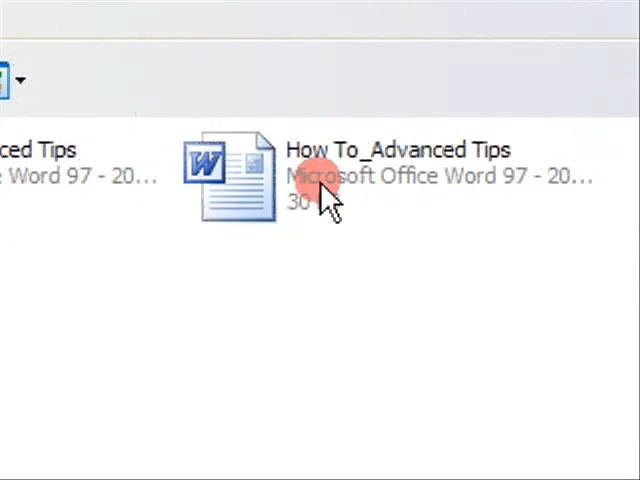 ced Tips
e Word 97 - 20...
W
How To_Advanced Tips
Microsoft Office Word 97 - 20...
30